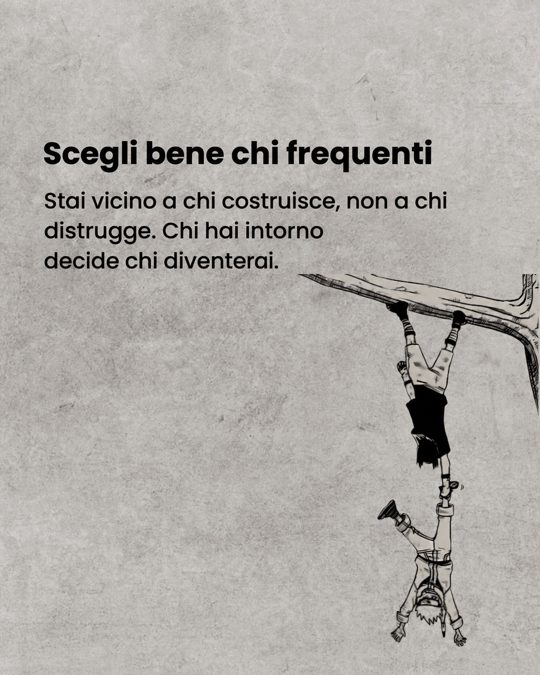 Scegli bene chi frequenti
Stai vicino a chi costruisce, non a chi
distrugge. Chi hai intorno
decide chi diventerai.